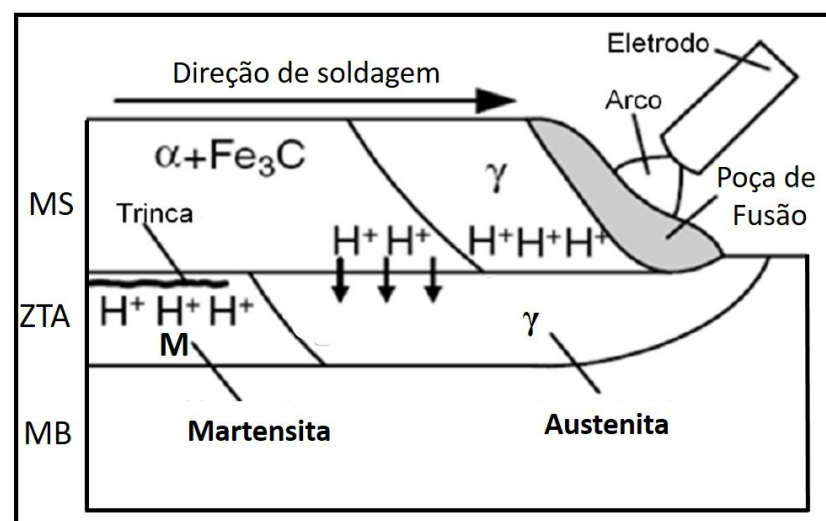 Eletrodo
Direção de soldagem
Arco
α+Fe₃C
γ
Poça de
Fusão
MS
Trinca
H⁺ H⁺
H⁺H⁺H⁺
ZTA
H⁺ H⁺ H⁺
M
γ
Martensita
Austenita
MB